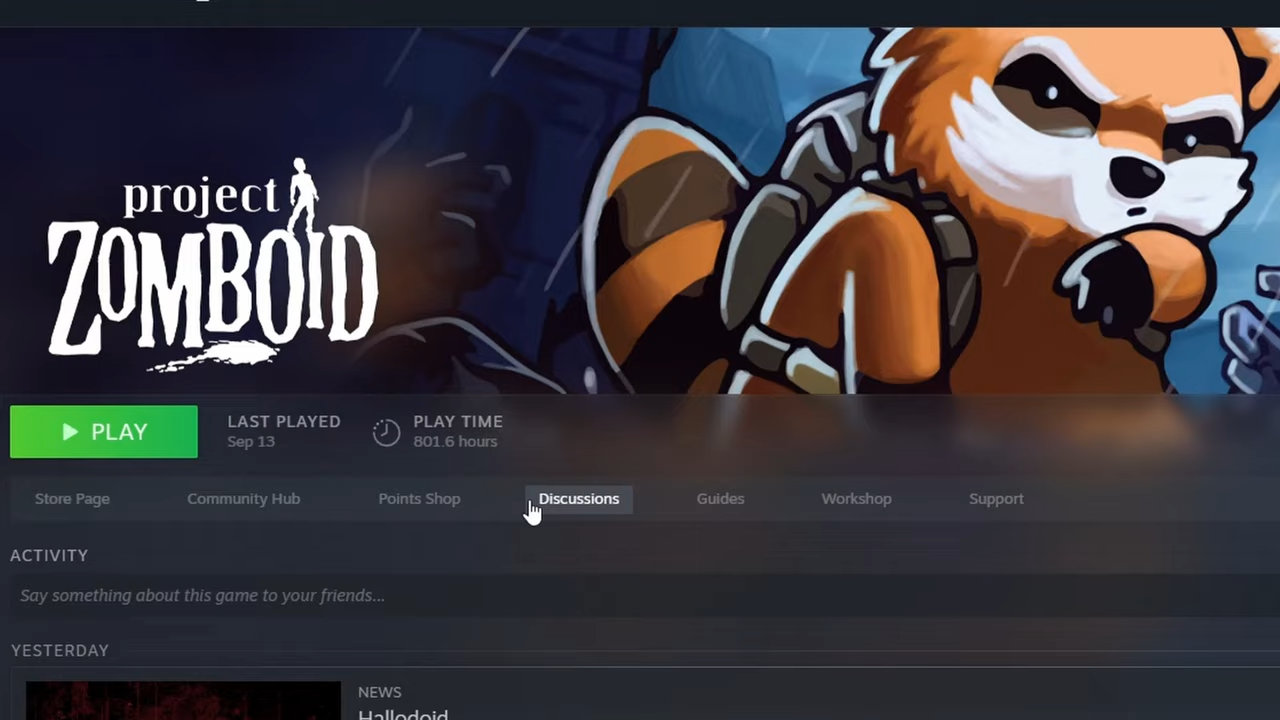 project
ZOMBOID
PLAY
LAST PLAYED
Sep 13
PLAY TIME
801.6 hours
Store Page
Community Hub
Points Shop
Discussions
Guides
Workshop
Support
ACTIVITY
Say something about this game to your friends...
YESTERDAY
NEWS
Hallodoid